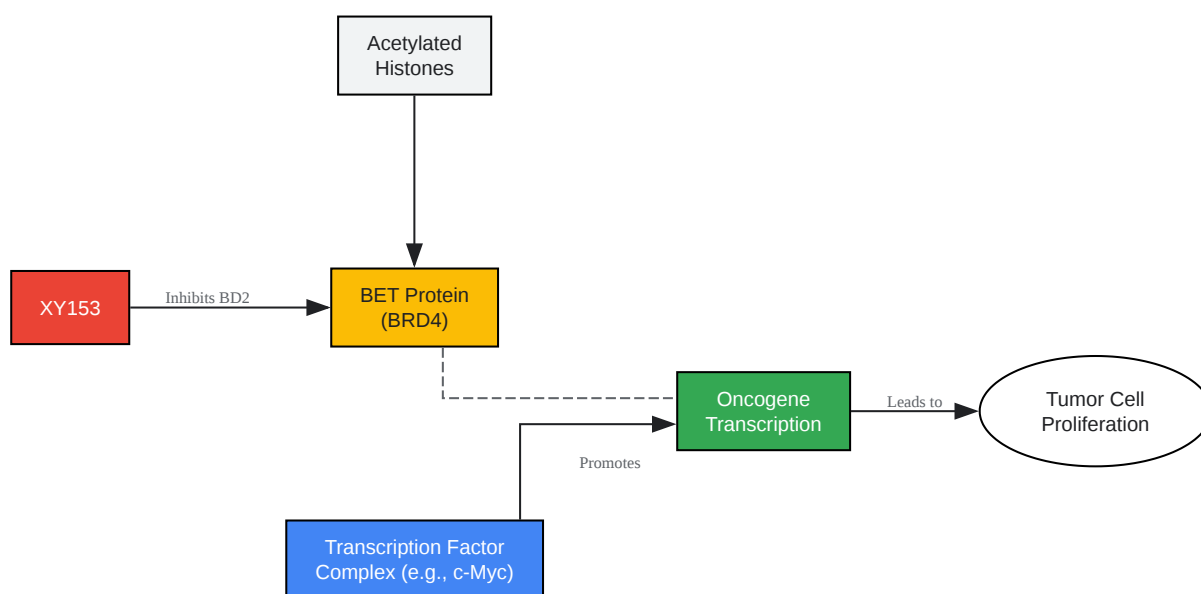 Acetylated
Histones
XY153
Inhibits BD2
BET Protein
(BRD4)
Oncogene
Transcription
Leads to
Tumor Cell
Proliferation
Promotes
Transcription Factor
Complex (e.g., c-Myc)